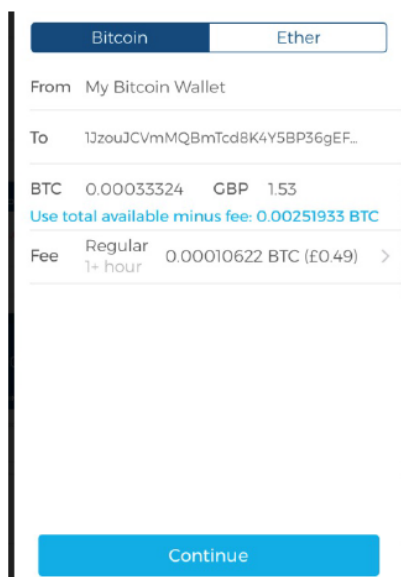 Bitcoin Ether
From My Bitcoin Wallet
To 1JzouJCVmMQBmTcd8K4Y5BP36gEF...
BTC 0.00033324 GBP 1.53
Use total available minus fee: 0.00251933 BTC
Fee Regular 0.00010622 BTC (£0.49) >
1+ hour
Continue